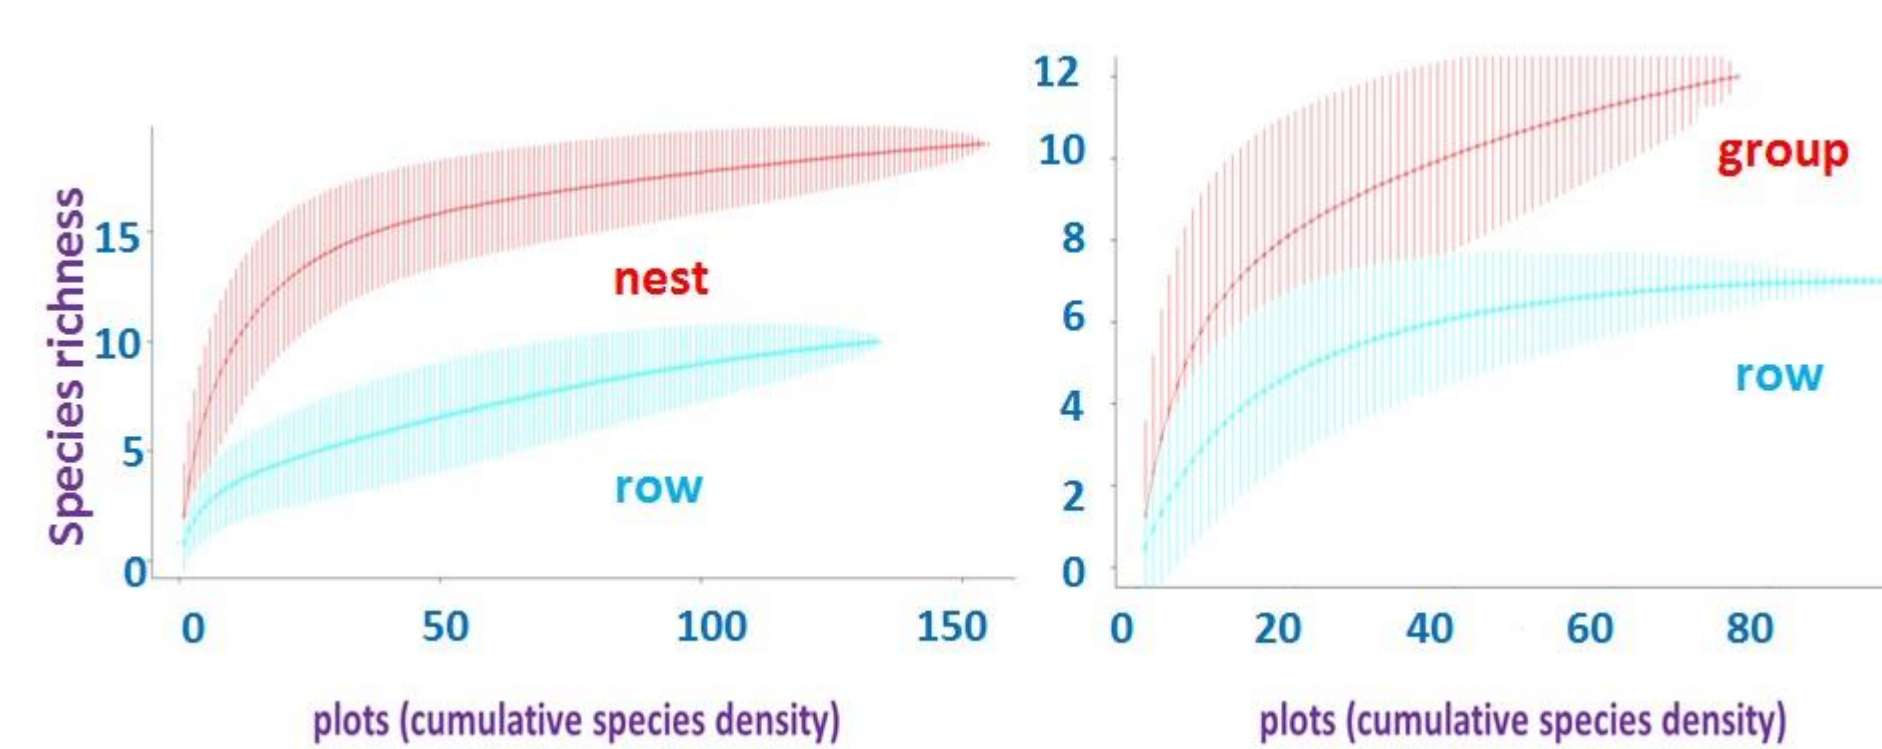 Species richness
15
10
5
0
nest
row
0 50 100 150
plots (cumulative species density)
12
10
8
6
4
2
0
group
row
0 20 40 60 80
plots (cumulative species density)